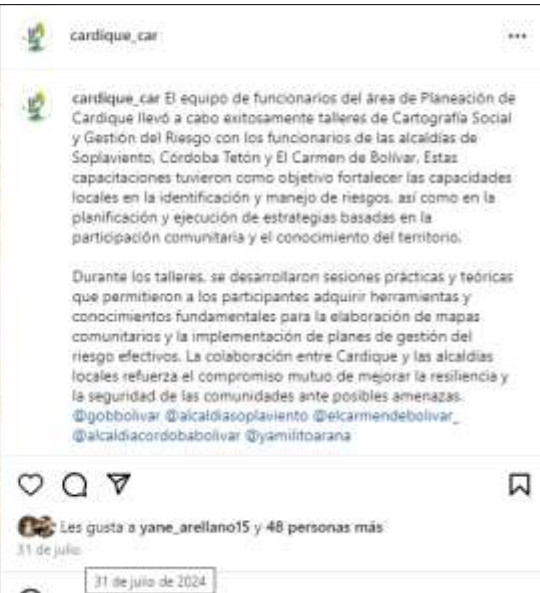 cardique_car
cardique_car El equipo de funcionarios del área de Planeación de
Cardique llevó a cabo exitosamente talleres de Cartografía Social
y Gestión del Riesgo con los funcionarios de las alcaldías de
Soplaviento, Córdoba Tetón y El Carmen de Bolívar. Estas
capacitaciones tuvieron como objetivo fortalecer las capacidades
locales en la identificación y manejo de riesgos, así como en la
planificación y ejecución de estrategias basadas en la
participación comunitaria y el conocimiento del territorio.
Durante los talleres, se desarrollaron sesiones prácticas y teóricas
que permitieron a los participantes adquirir herramientas y
conocimientos fundamentales para la elaboración de mapas
comunitarios y la implementación de planes de gestión del
riesgo efectivos. La colaboración entre Cardique y las alcaldías
locales refuerza el compromiso mutuo de mejorar la resiliencia y
la seguridad de las comunidades ante posibles amenazas.
@gobbolivar @alcaldiasoplaviento @elcarmendebolivar_
@alcaldiacordobabolivar @yamilitoarana
Les gusta a yane_arellano15 y 48 personas más
31 de julio
31 de julio de 2024